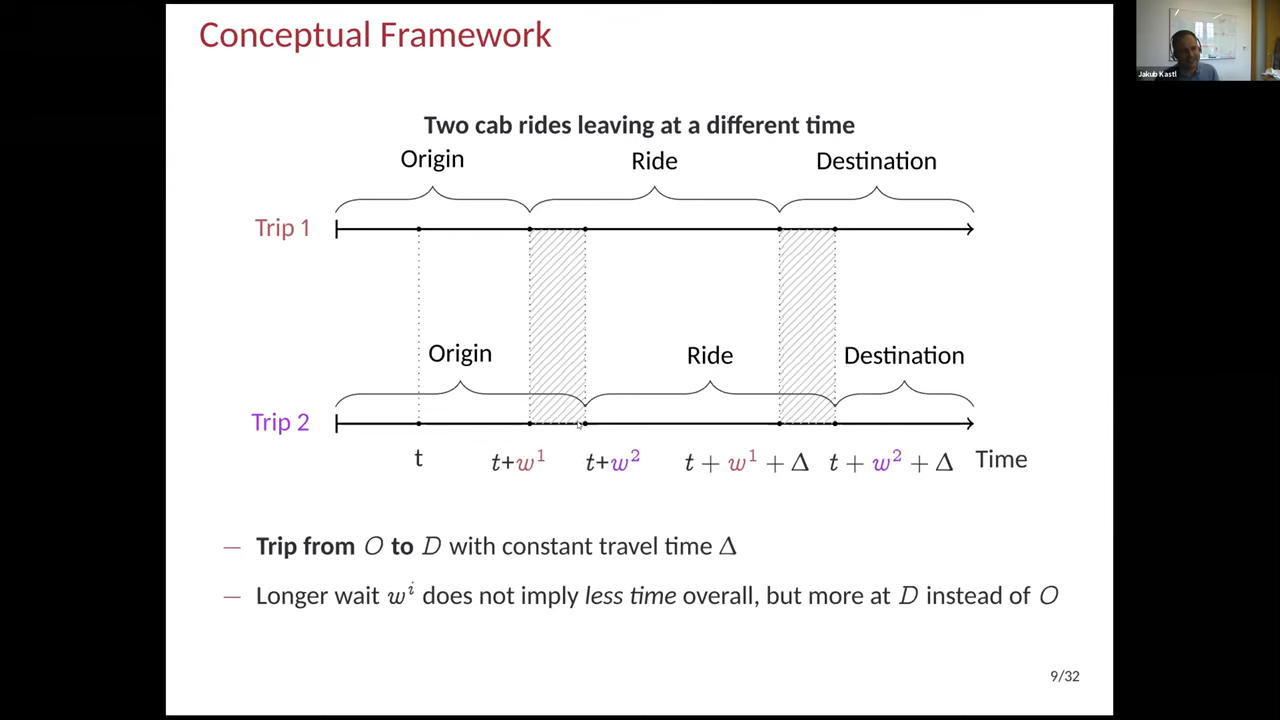 Conceptual Framework
Jakub Kastl
Two cab rides leaving at a different time
Origin Ride Destination
Trip 1
Origin Ride Destination
Trip 2
t t+w¹ t+w² t + w¹ + Δ t + w² + Δ Time
— Trip from O to D with constant travel time Δ
— Longer wait wⁱ does not imply less time overall, but more at D instead of O
9/32